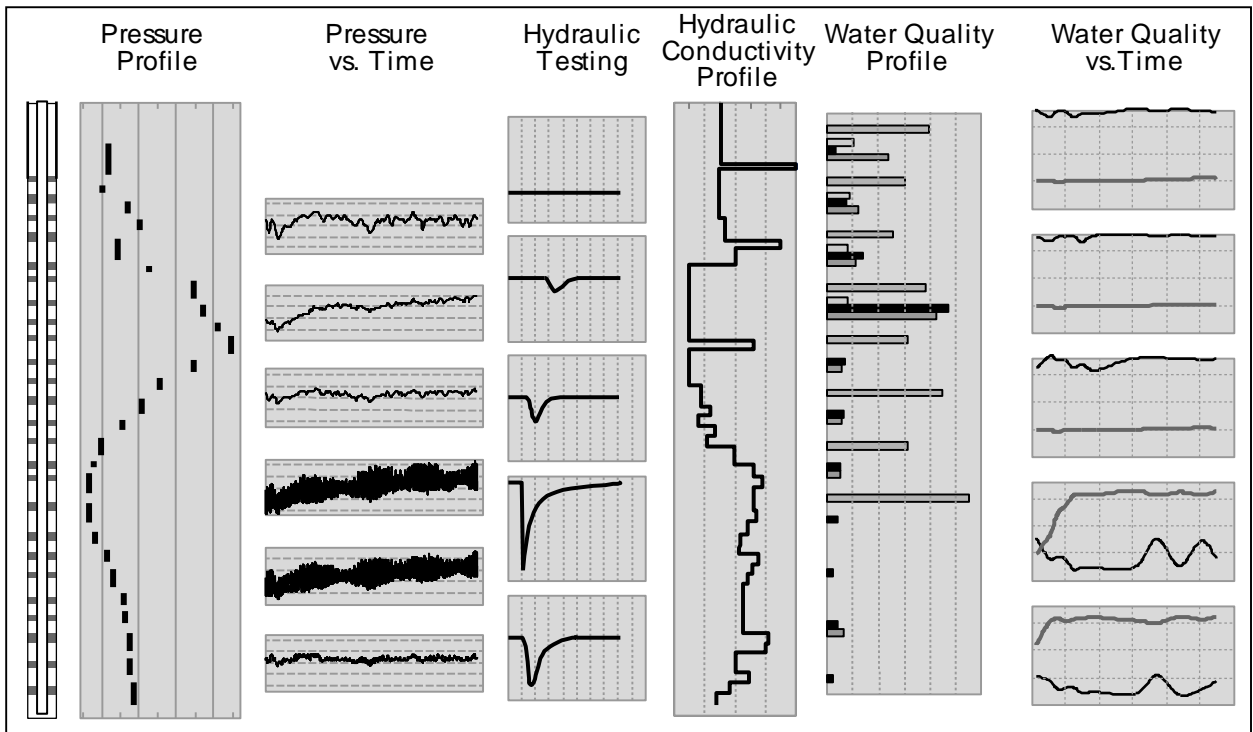 Pressure
Profile
Pressure
vs. Time
Hydraulic
Testing
Hydraulic
Conductivity
Profile
Water Quality
Profile
Water Quality
vs.Time